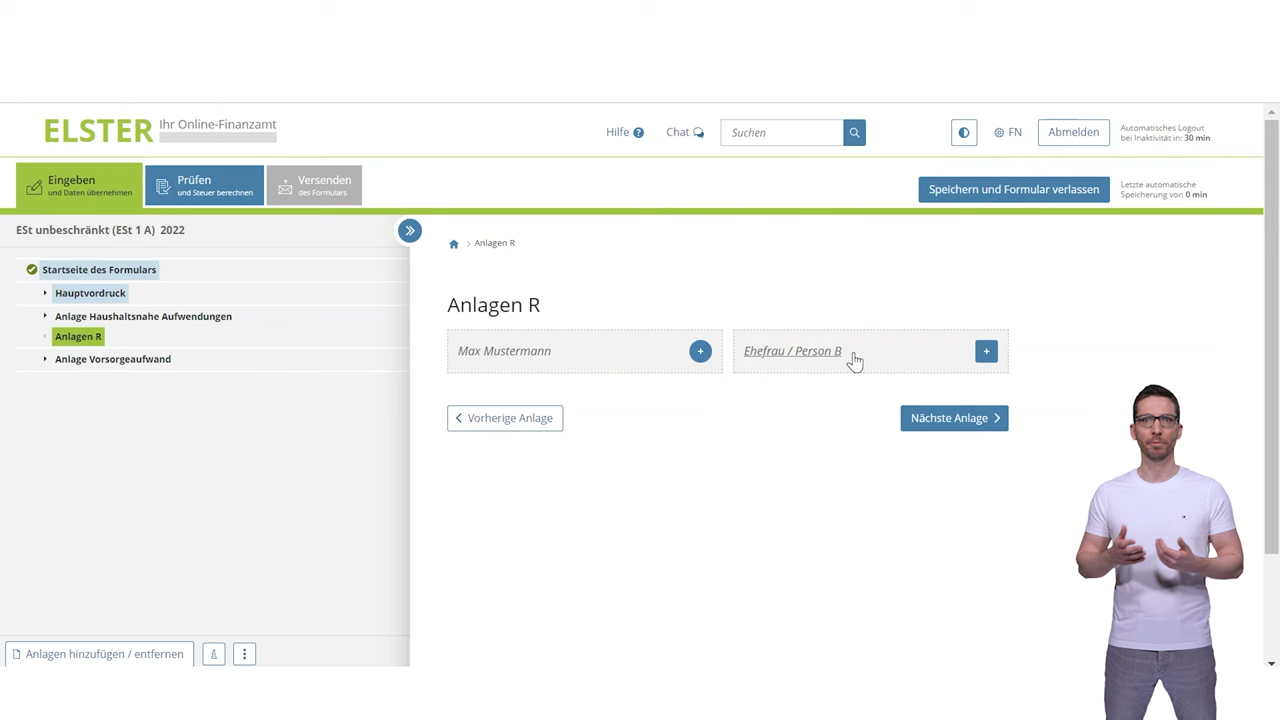 ELSTER Ihr Online-Finanzamt
Hilfe ?
Chat
Suchen
FN
Abmelden
Automatisches Logout
bei Inaktivität in: 30 min
Eingeben
und Daten übernehmen
Prüfen
und Steuer berechnen
Versenden
des Formulars
Speichern und Formular verlassen
Letzte automatische
Speicherung vor: 0 min
ESt unbeschränkt (ESt 1 A) 2022
Startseite des Formulars
Hauptvordruck
Anlage Haushaltsnahe Aufwendungen
Anlagen R
Anlage Vorsorgeaufwand
Anlagen hinzufügen / entfernen
Anlagen R
Anlagen R
Max Mustermann
Ehefrau / Person B
Vorherige Anlage
Nächste Anlage